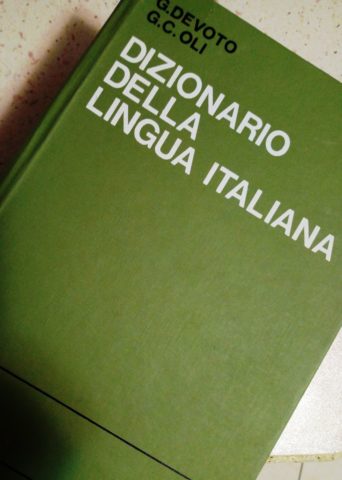 G.DEVOTO
G.C.OLI
DIZIONARIO
DELLA
LINGUA ITALIANA